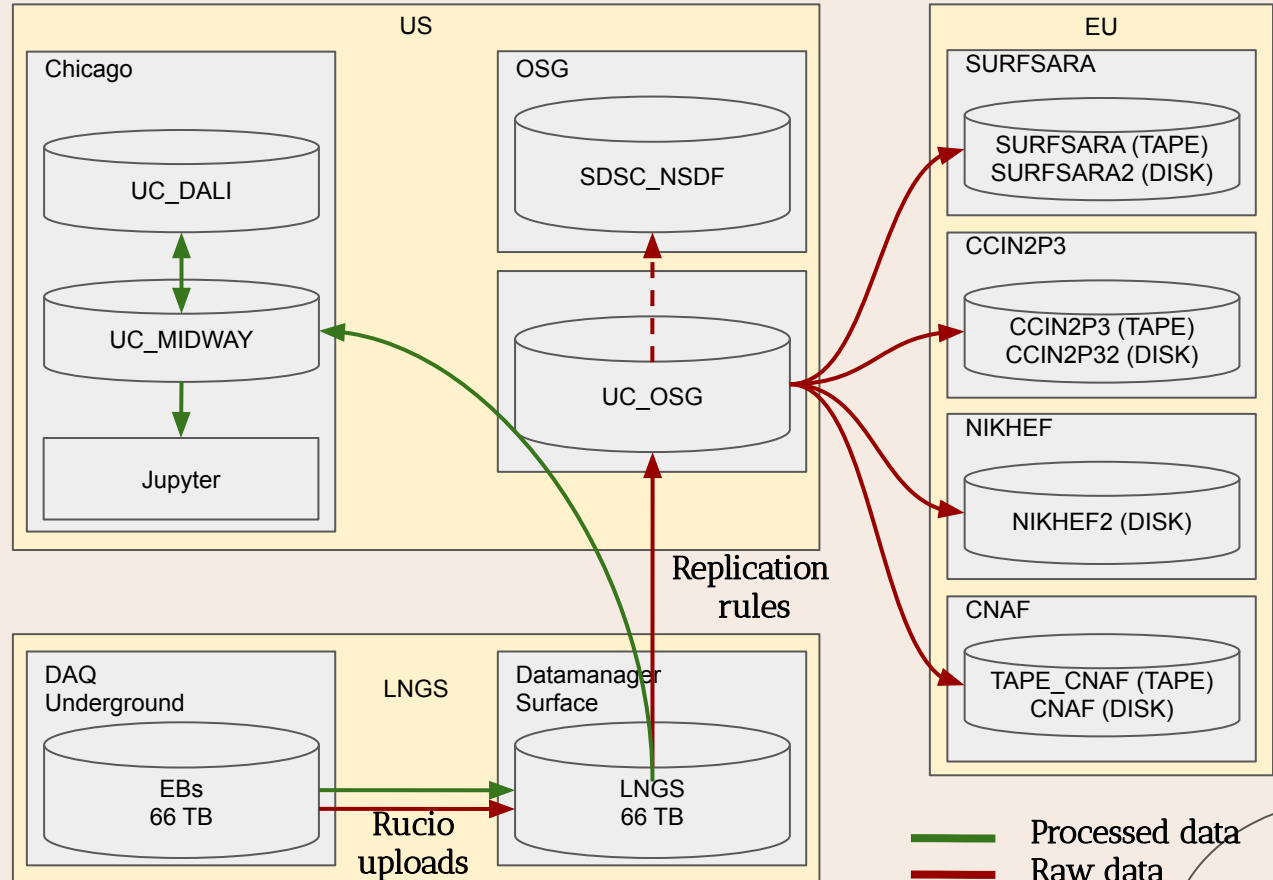 US
Chicago
UC_DALI
UC_MIDWAY
Jupyter
OSG
SDSC_NSDF
UC_OSG
EU
SURFSARA
SURFSARA (TAPE)
SURFSARA2 (DISK)
CCIN2P3
CCIN2P3 (TAPE)
CCIN2P32 (DISK)
NIKHEF
NIKHEF2 (DISK)
CNAF
TAPE_CNAF (TAPE)
CNAF (DISK)
Replication
rules
LNGS
DAQ
Underground
EBs
66 TB
Rucio
uploads
Datamanager
Surface
LNGS
66 TB
Processed data
Raw data